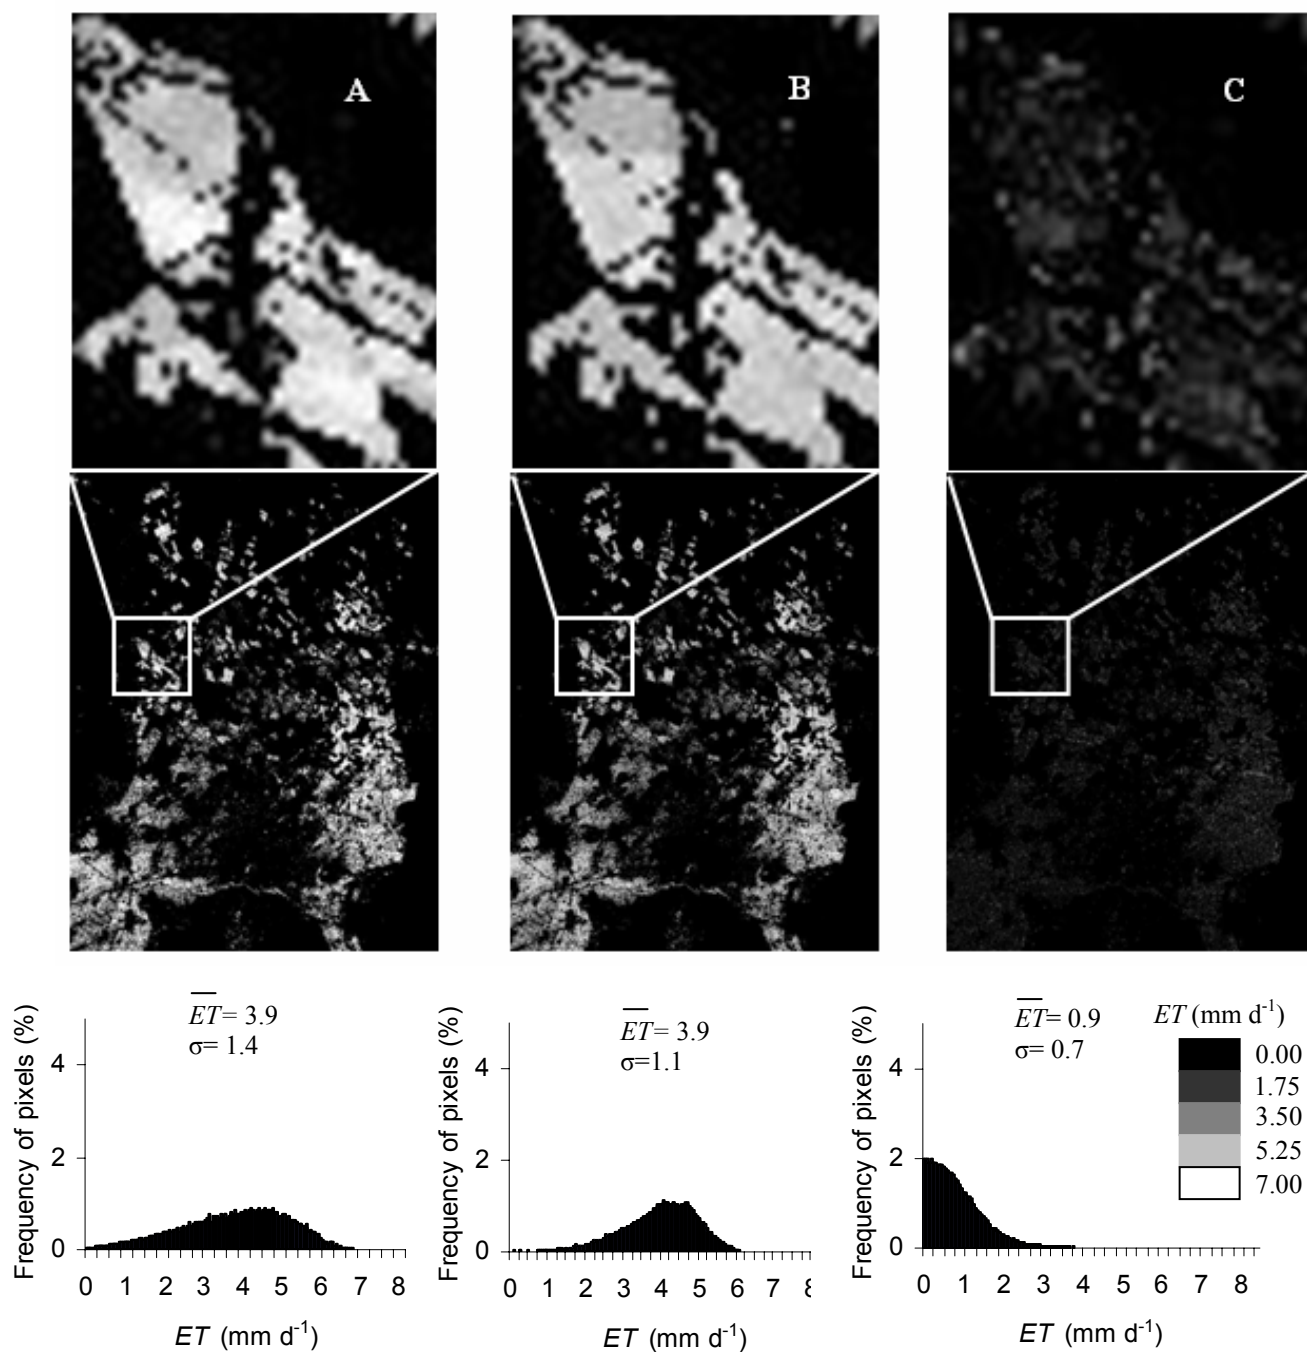 A
B
C
ET = 3.9
σ= 1.4
ET = 3.9
σ=1.1
ET= 0.9
σ= 0.7
ET (mm d-1)
0.00
1.75
3.50
5.25
7.00
Frequency of pixels (%)
4
2
0
0 1 2 3 4 5 6 7 8
ET (mm d-1)
Frequency of pixels (%)
4
2
0
0 1 2 3 4 5 6 7 8
ET (mm d-1)
Frequency of pixels (%)
4
2
0
0 1 2 3 4 5 6 7 8
ET (mm d-1)